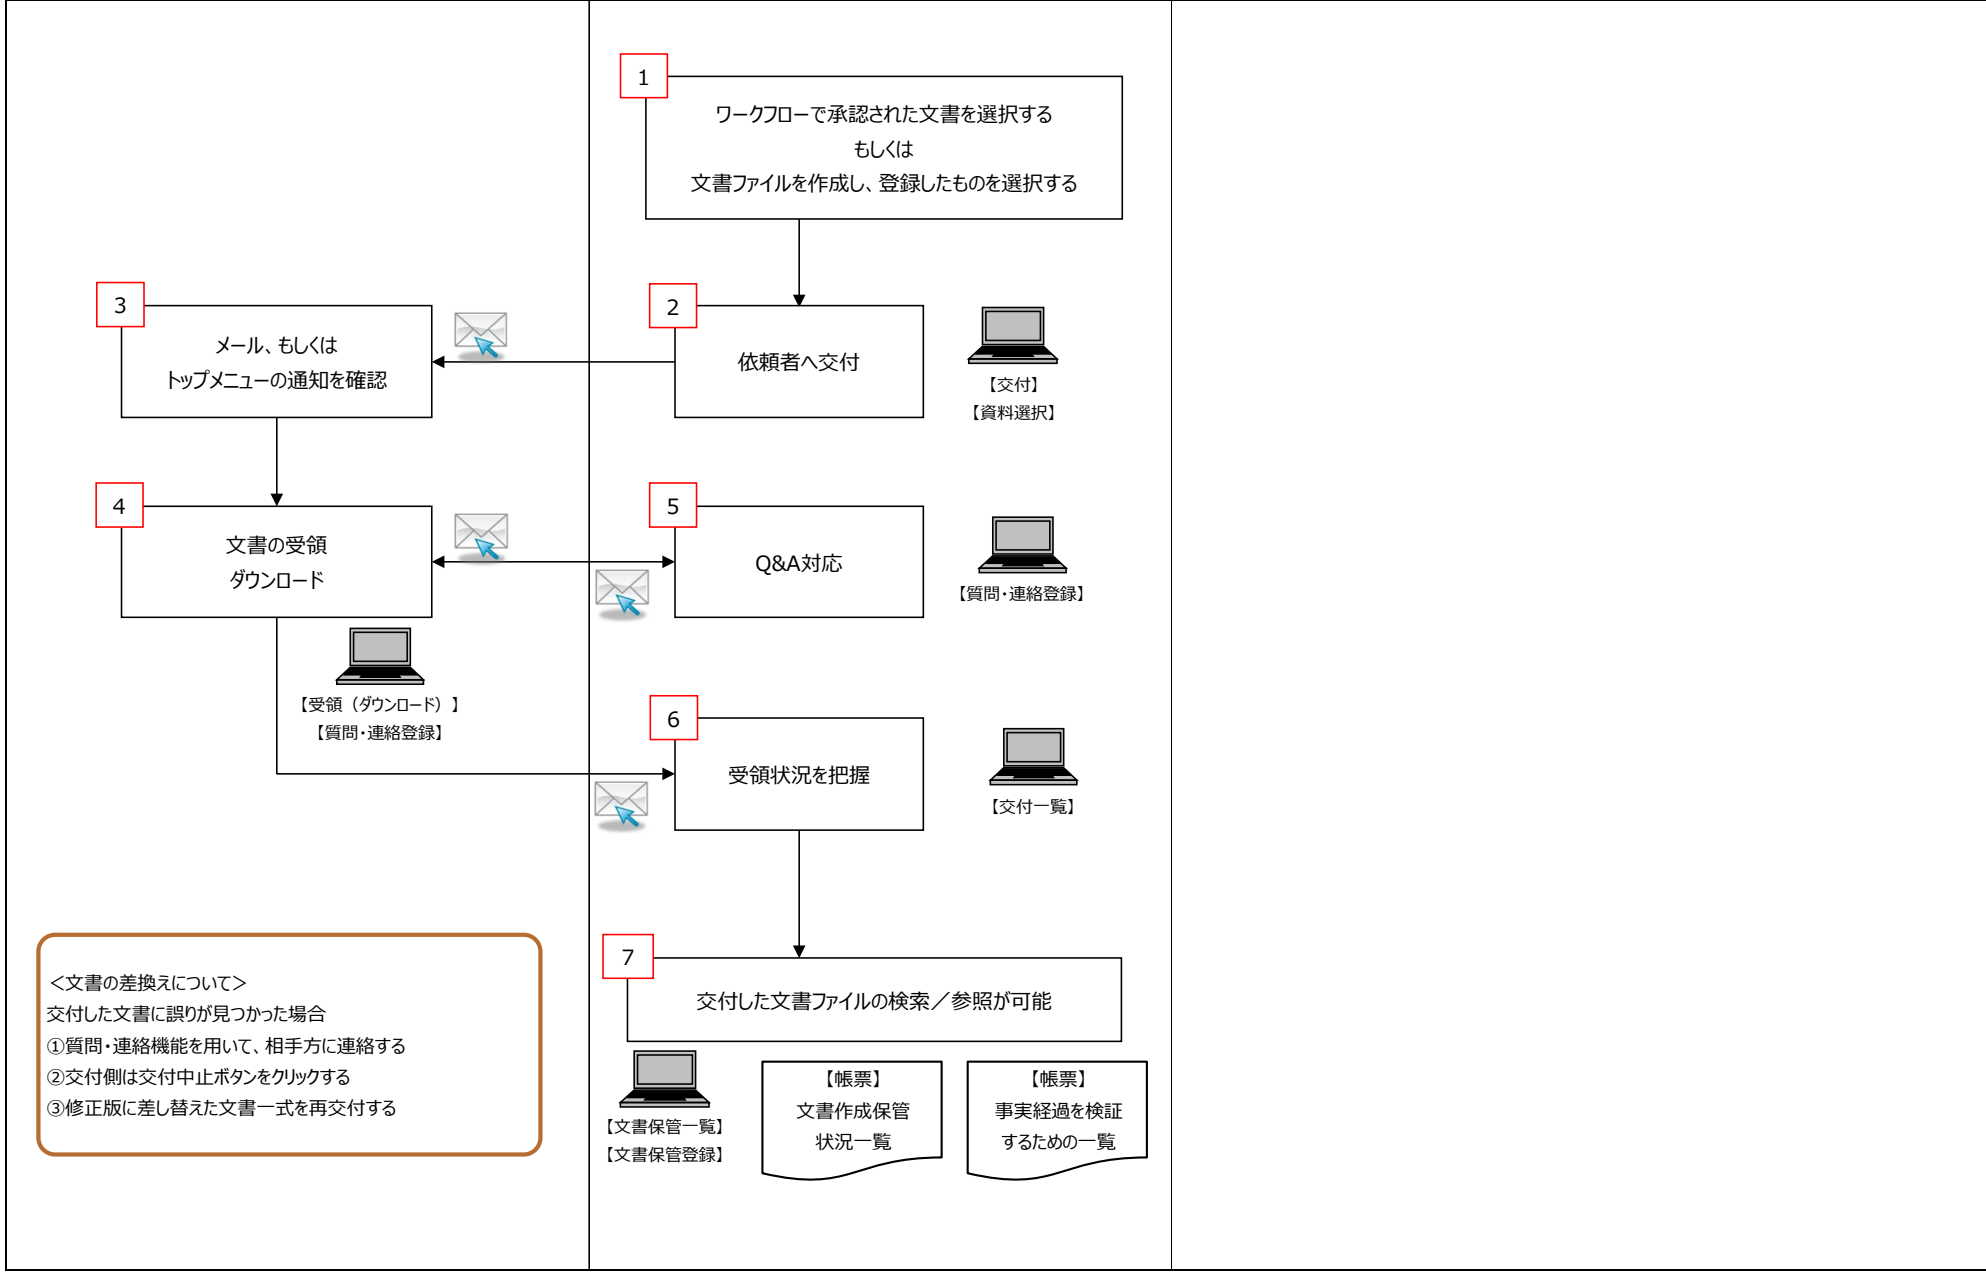 1
ワークフローで承認された文書を選択する
もしくは
文書ファイルを作成し、登録したものを選択する
3
メール、もしくは
トップメニューの通知を確認
2
依頼者へ交付
【交付】
【資料選択】
4
文書の受領
ダウンロード
5
Q&A対応
【質問・連絡登録】
【受領（ダウンロード）】
【質問・連絡登録】
6
受領状況を把握
【交付一覧】
7
交付した文書ファイルの検索／参照が可能
【文書保管一覧】
【文書保管登録】
【帳票】
文書作成保管
状況一覧
【帳票】
事実経過を検証
するための一覧
＜文書の差換えについて＞
交付した文書に誤りが見つかった場合
①質問・連絡機能を用いて、相手方に連絡する
②交付側は交付中止ボタンをクリックする
③修正版に差し替えた文書一式を再交付する